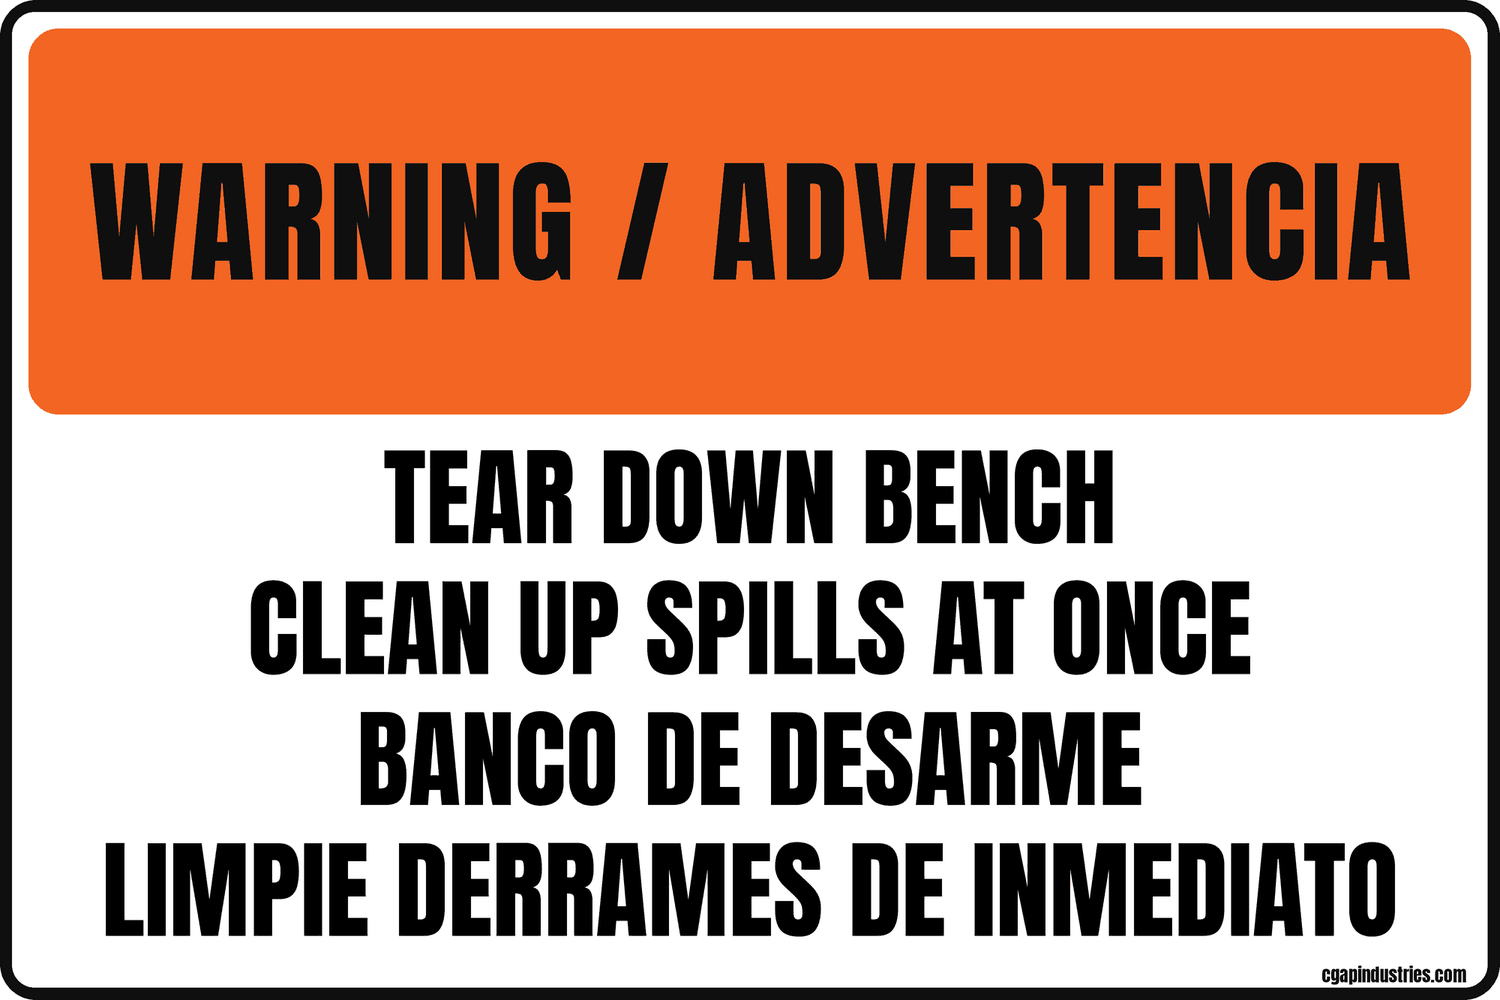 WARNING / ADVERTENCIA
TEAR DOWN BENCH
CLEAN UP SPILLS AT ONCE
BANCO DE DESARME
LIMPIE DERRAMES DE INMEDIATO
cgapindustries.com